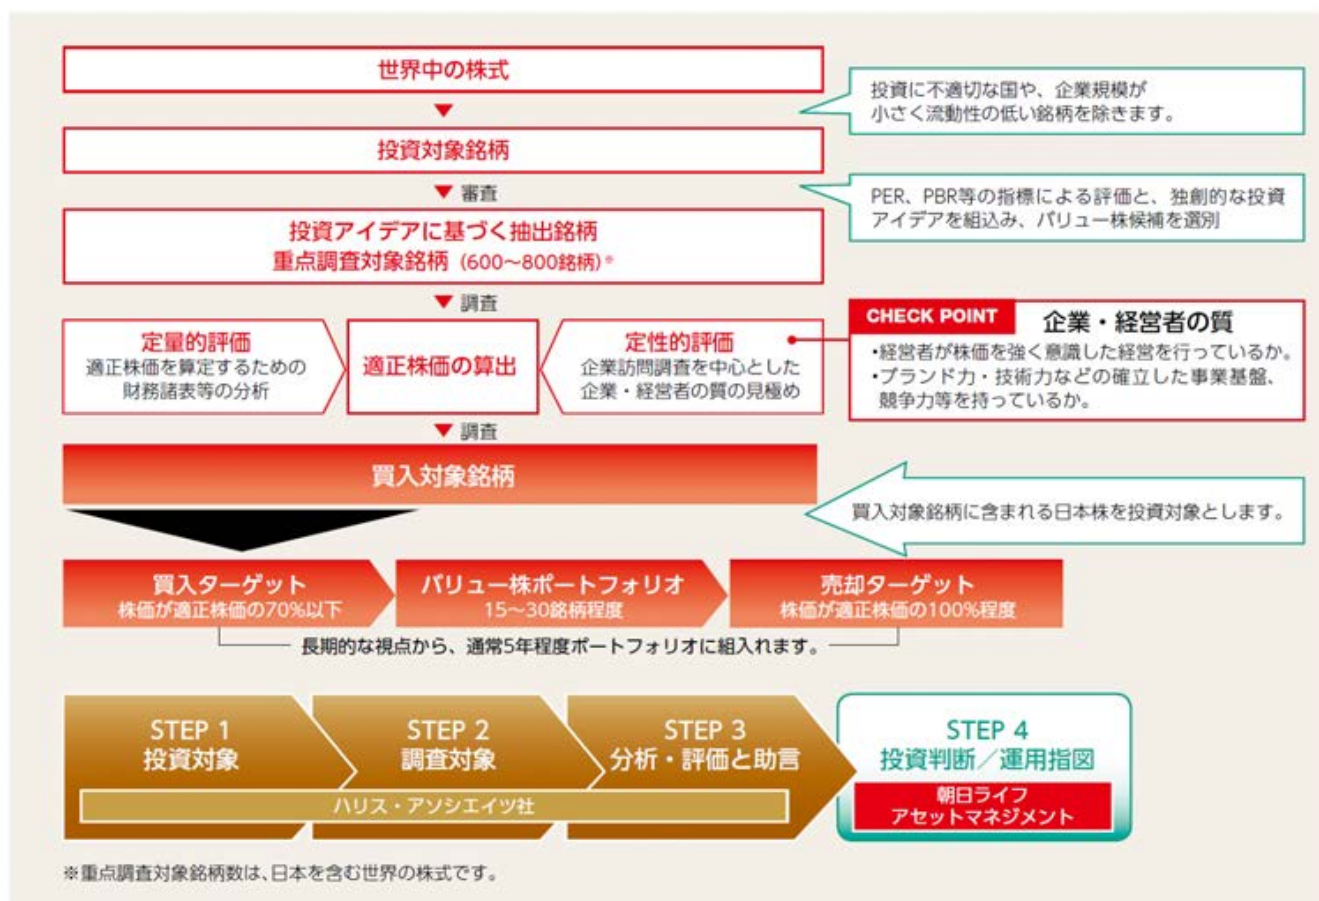 世界中の株式
投資に不適切な国や、企業規模が
小さく流動性の低い銘柄を除きます。
投資対象銘柄
審査
PER、PBR等の指標による評価と、独創的な投資
アイデアを組込み、バリュー株候補を選別
投資アイデアに基づく抽出銘柄
重点調査対象銘柄（600～800銘柄）※
調査
定量的評価
適正株価を算定するための
財務諸表等の分析
適正株価の算出
定性的評価
企業訪問調査を中心とした
企業・経営者の質の見極め
CHECK POINT 企業・経営者の質
・経営者が株価を強く意識した経営を行っているか。
・ブランド力・技術力などの確立した事業基盤、
競争力等を持っているか。
調査
買入対象銘柄
買入対象銘柄に含まれる日本株を投資対象とします。
買入ターゲット
株価が適正株価の70%以下
バリュー株ポートフォリオ
15～30銘柄程度
売却ターゲット
株価が適正株価の100%程度
長期的な視点から、通常5年程度ポートフォリオに組入れます。
STEP 1
投資対象
STEP 2
調査対象
STEP 3
分析・評価と助言
ハリス・アソシエイツ社
STEP 4
投資判断／運用指図
朝日ライフ
アセットマネジメント
※重点調査対象銘柄数は、日本を含む世界の株式です。